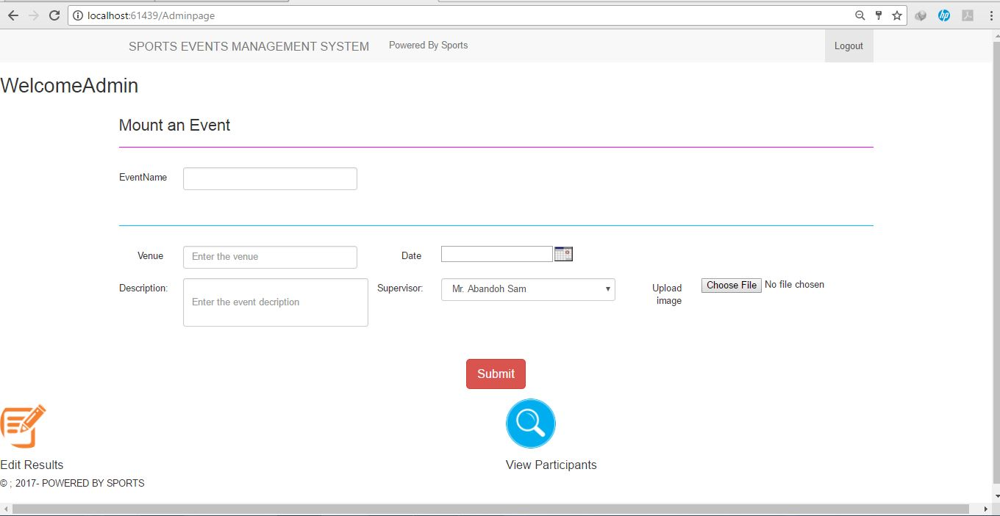 localhost:61439/Adminpage
SPORTS EVENTS MANAGEMENT SYSTEM Powered By Sports Logout
WelcomeAdmin
Mount an Event
EventName
Venue Enter the venue Date
Description: Enter the event decription Supervisor: Mr. Abandoh Sam Upload image Choose File No file chosen
Submit
Edit Results View Participants
© ; 2017- POWERED BY SPORTS